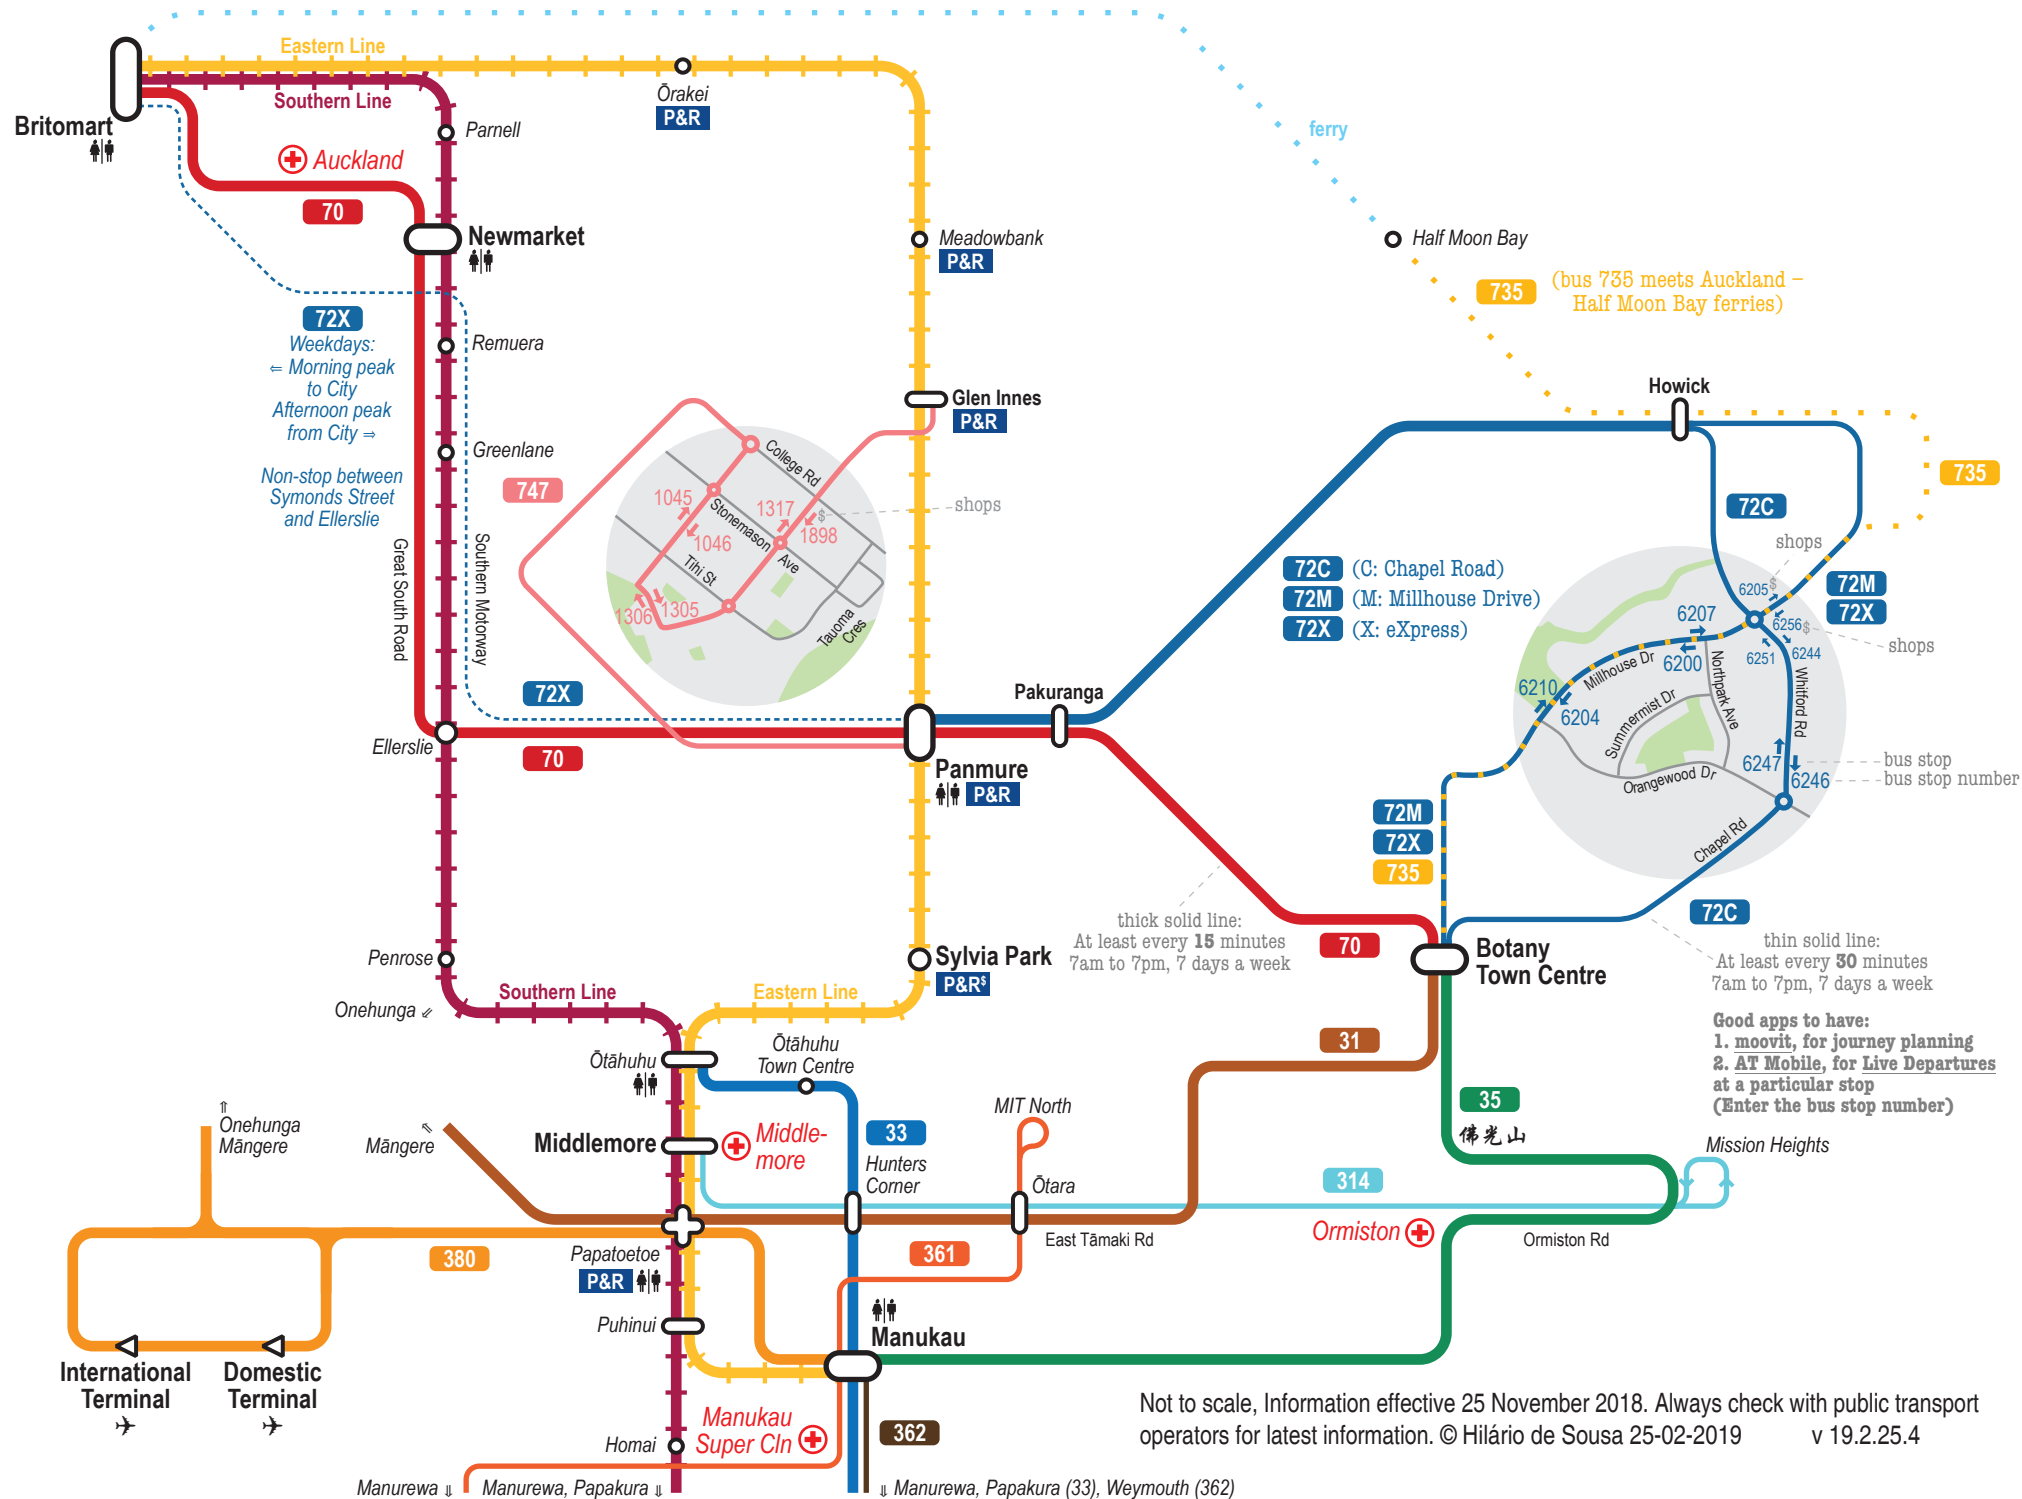 Eastern Line
Southern Line
Britomart
Ōrakei
P&R
Parnell
ferry
Auckland
70
Newmarket
Meadowbank
P&R
Half Moon Bay
735
(bus 735 meets Auckland –
Half Moon Bay ferries)
72X
Weekdays:
⇐ Morning peak
to City
Afternoon peak
from City ⇒
Non-stop between
Symonds Street
and Ellerslie
Remuera
Greenlane
Great South Road
Southern Motorway
Glen Innes
P&R
Howick
735
747
College Rd
1045
1317
Stonemason Ave
1046
1898
Tihi St
1306
1305
Tauoma Cres
$
shops
72C
72C (C: Chapel Road)
72M (M: Millhouse Drive)
72X (X: eXpress)
shops
$
6205
72M
72X
6207
6256
$
shops
6200
6251
6244
Millhouse Dr
Northpark Ave
Whitford Rd
6210
6204
Summermist Dr
Orangewood Dr
6247
6246
bus stop
bus stop number
Chapel Rd
72X
70
Ellerslie
Pakuranga
Panmure
P&R
72M
72X
735
72C
thick solid line:
At least every 15 minutes
7am to 7pm, 7 days a week
70
Botany
Town Centre
thin solid line:
At least every 30 minutes
7am to 7pm, 7 days a week
Good apps to have:
1. moovit, for journey planning
2. AT Mobile, for Live Departures
at a particular stop
(Enter the bus stop number)
Penrose
Onehunga ⇙
Southern Line
Eastern Line
Sylvia Park
P&R$
Ōtāhuhu
Ōtāhuhu
Town Centre
31
35
佛光山
⇑
Onehunga
Māngere
⇖
Māngere
Middlemore
Middle-
more
33
Hunters
Corner
MIT North
Ōtara
314
Mission Heights
East Tāmaki Rd
Ormiston
Ormiston Rd
380
Papatoetoe
P&R
361
Puhinui
Manukau
International
Terminal
Domestic
Terminal
Manukau
Super Cln
362
Homai
Manurewa ⇓
Manurewa, Papakura ⇓
⇓ Manurewa, Papakura (33), Weymouth (362)
Not to scale, Information effective 25 November 2018. Always check with public transport
operators for latest information. © Hilário de Sousa 25-02-2019 v 19.2.25.4